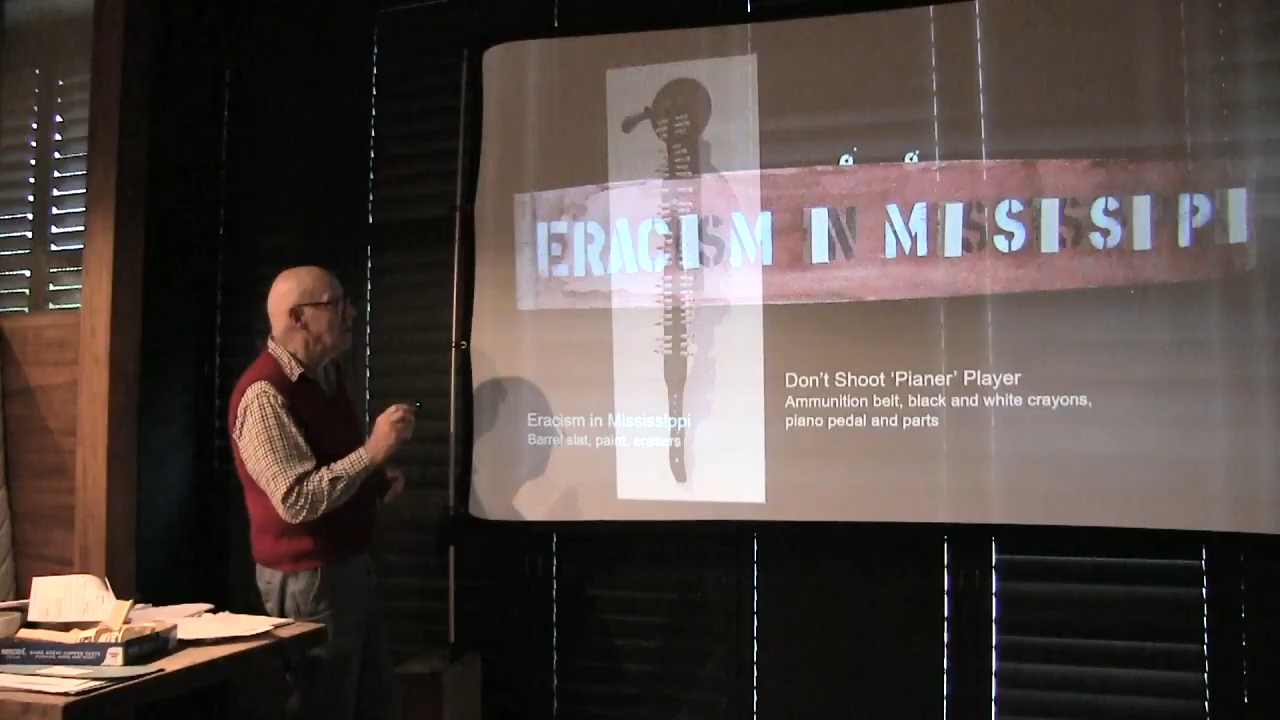 ERACISM IN MISSISSIPPI
Don't Shoot 'Pianer' Player
Ammunition belt, black and white crayons,
piano pedal and parts
Eracism in Mississippi
Barrel slat, paint, erasers